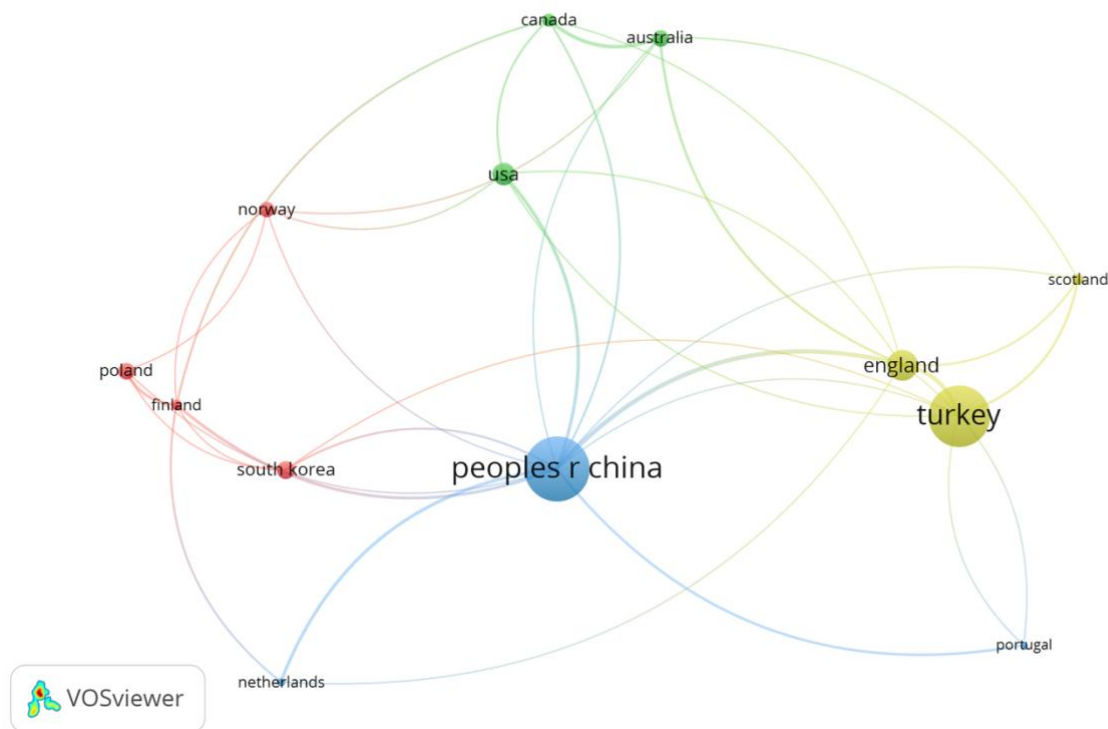 canada
australia
usa
norway
scotland
england
poland
finland
turkey
south korea
peoples r china
portugal
netherlands
VOSviewer